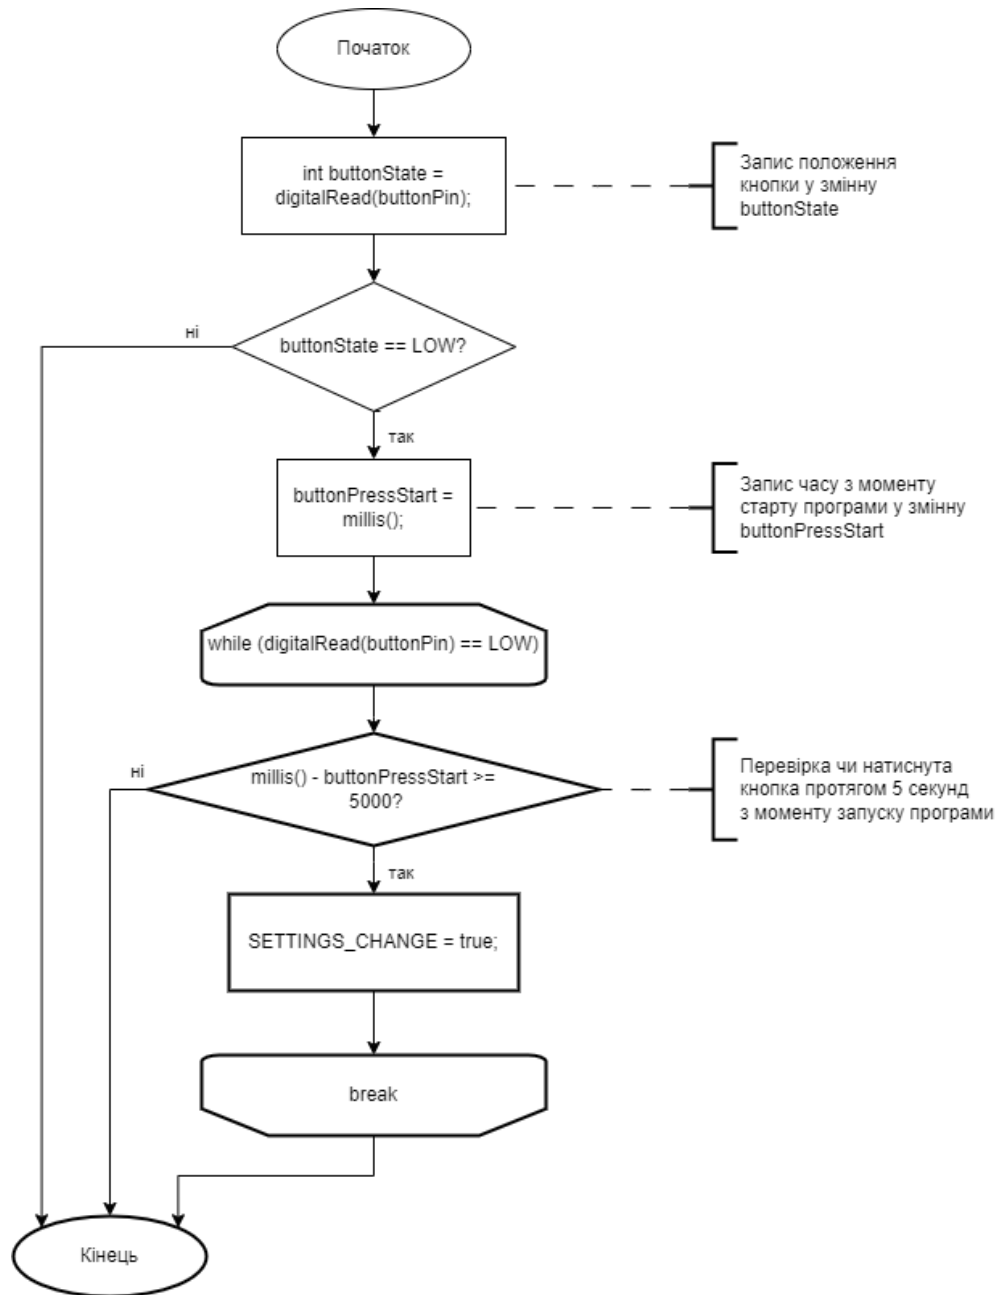 Початок
int buttonState =
digitalRead(buttonPin);
Запис положення
кнопки у змінну
buttonState
ні
buttonState == LOW?
так
buttonPressStart =
millis();
Запис часу з моменту
старту програми у змінну
buttonPressStart
while (digitalRead(buttonPin) == LOW)
ні
millis() - buttonPressStart >=
5000?
Перевірка чи натиснута
кнопка протягом 5 секунд
з моменту запуску програми
так
SETTINGS_CHANGE = true;
break
Кінець